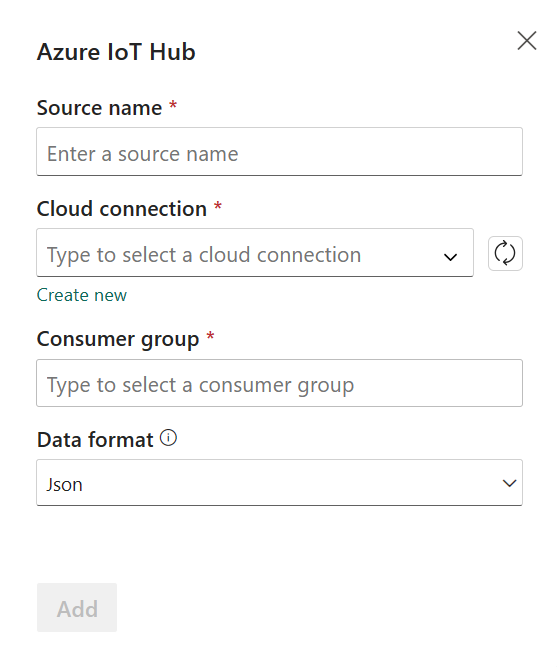 Azure IoT Hub
Source name *
Enter a source name
Cloud connection *
Type to select a cloud connection
Create new
Consumer group *
Type to select a consumer group
Data format
Json
Add